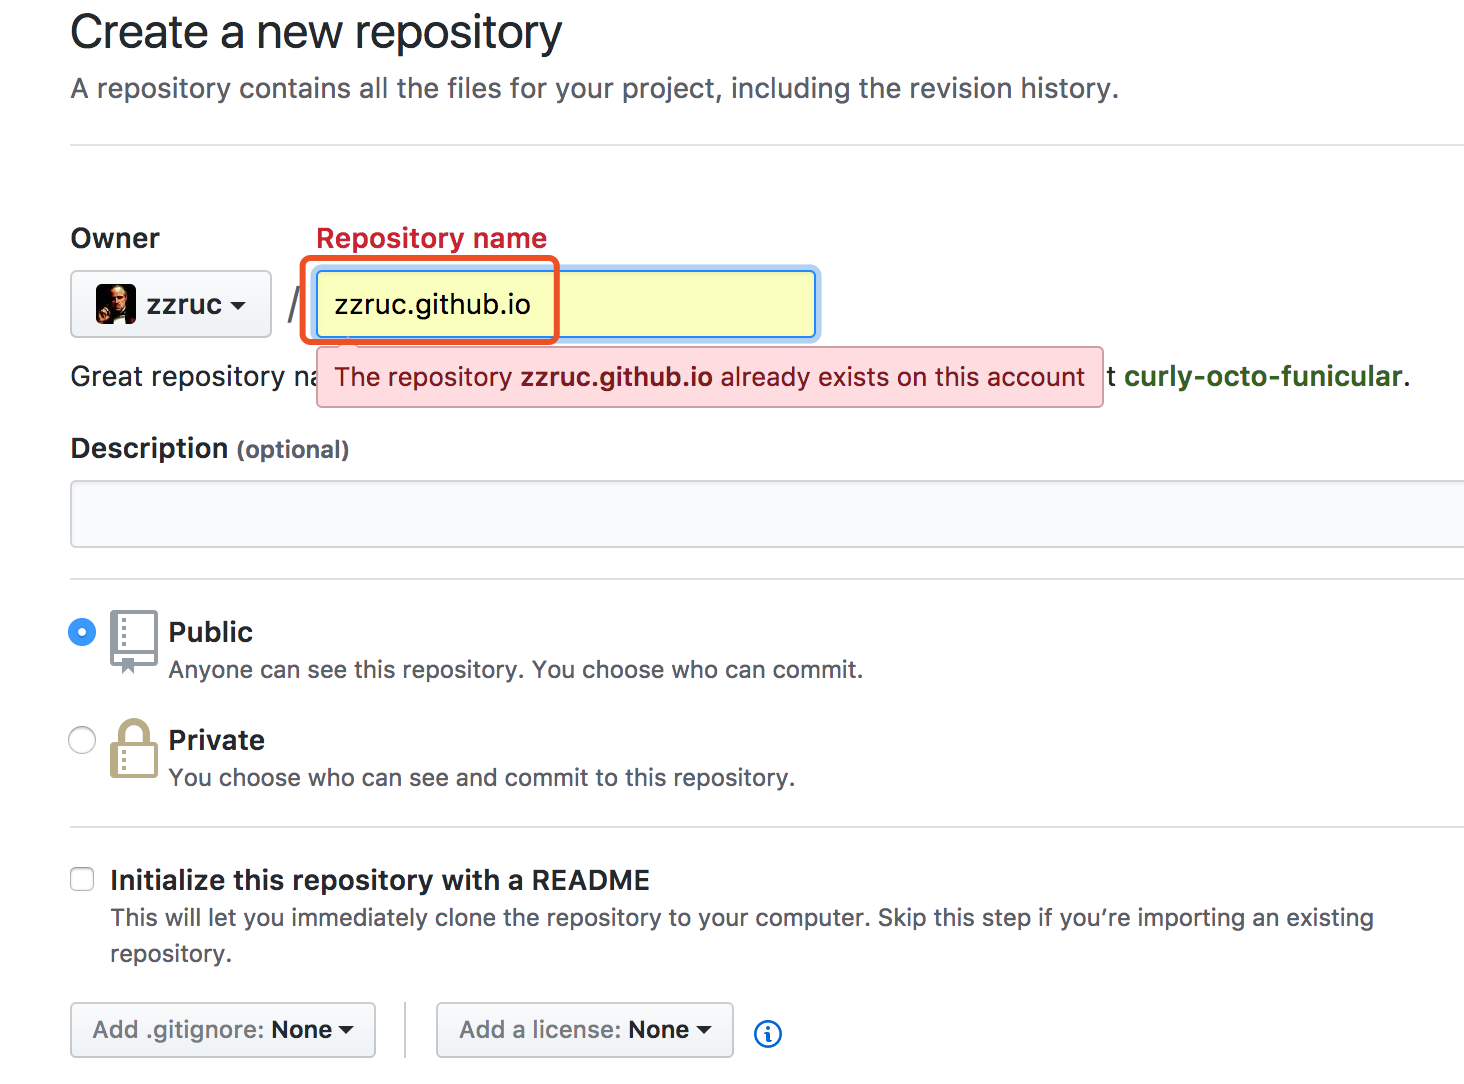 Create a new repository
A repository contains all the files for your project, including the revision history.
Owner
Repository name
zzruc
/
zzruc.github.io
Great repository na
The repository zzruc.github.io already exists on this account
t curly-octo-funicular.
Description (optional)
Public
Anyone can see this repository. You choose who can commit.
Private
You choose who can see and commit to this repository.
Initialize this repository with a README
This will let you immediately clone the repository to your computer. Skip this step if you’re importing an existing
repository.
Add .gitignore: None
Add a license: None